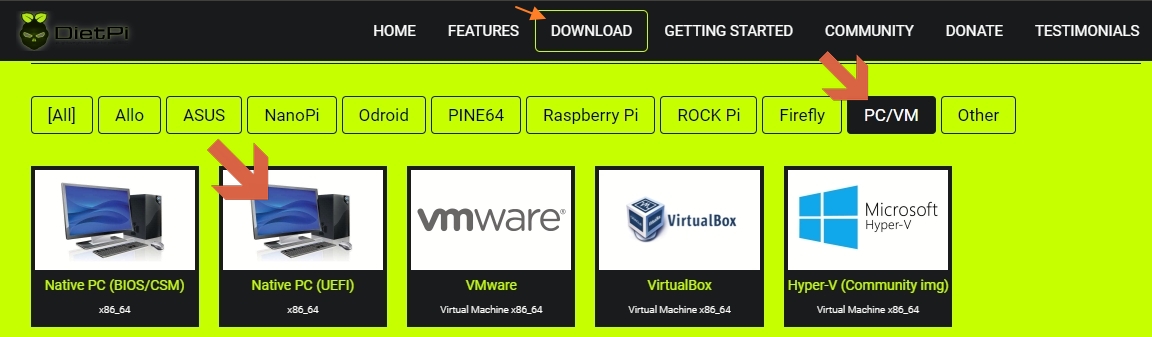 DietPi
HOME FEATURES DOWNLOAD GETTING STARTED COMMUNITY DONATE TESTIMONIALS
[All] Allo ASUS NanoPi Odroid PINE64 Raspberry Pi ROCK Pi Firefly PC/VM Other
vmware®
VirtualBox
Microsoft
Hyper-V
Native PC (BIOS/CSM) Native PC (UEFI) VMware VirtualBox Hyper-V (Community img)
x86_64 x86_64 Virtual Machine x86_64 Virtual Machine x86_64 Virtual Machine x86_64